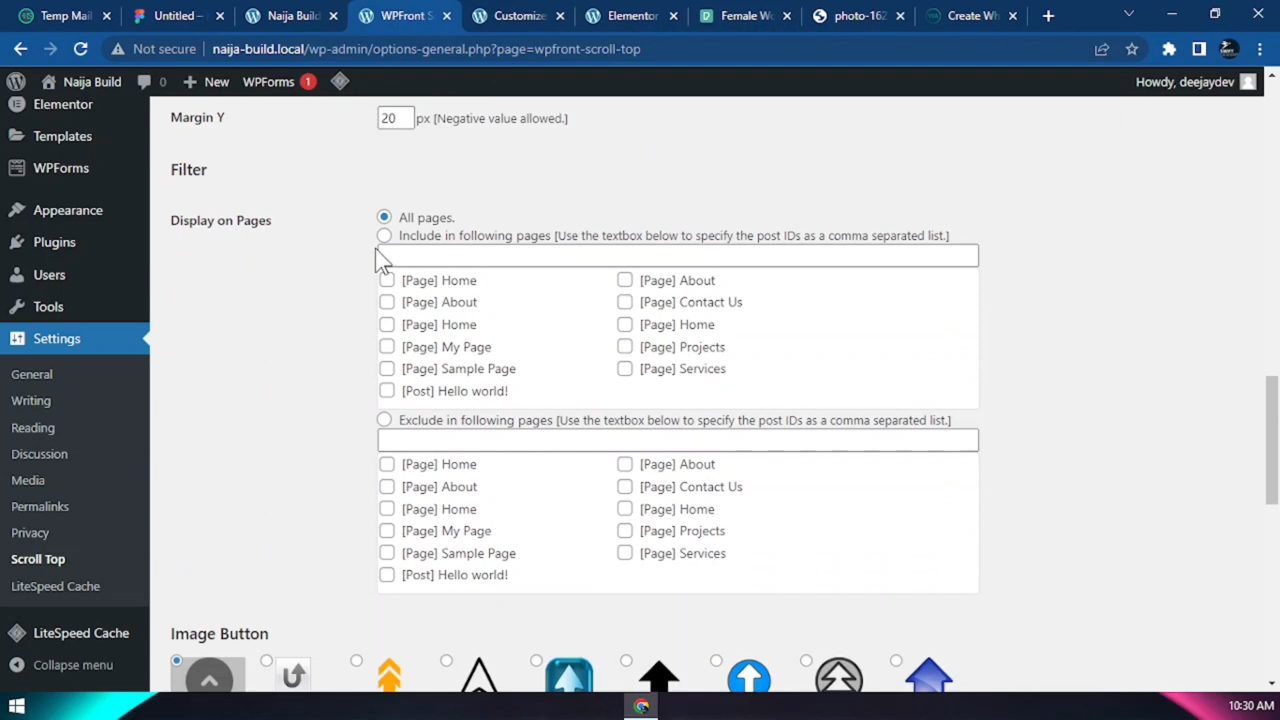 Temp Mail
Untitled –
Naija Build
WPFront S
Customize
Elementor
Female Wo
photo-162
Create Wh
Not secure
naija-build.local/wp-admin/options-general.php?page=wpfront-scroll-top
Naija Build
0
New
WPForms
1
Howdy, deejaydev
Elementor
Templates
WPForms
Appearance
Plugins
Users
Tools
Settings
General
Writing
Reading
Discussion
Media
Permalinks
Privacy
Scroll Top
LiteSpeed Cache
LiteSpeed Cache
Collapse menu
Margin Y
20
px [Negative value allowed.]
Filter
Display on Pages
All pages.
Include in following pages [Use the textbox below to specify the post IDs as a comma separated list.]
[Page] Home
[Page] About
[Page] About
[Page] Contact Us
[Page] Home
[Page] Home
[Page] My Page
[Page] Projects
[Page] Sample Page
[Page] Services
[Post] Hello world!
Exclude in following pages [Use the textbox below to specify the post IDs as a comma separated list.]
[Page] Home
[Page] About
[Page] About
[Page] Contact Us
[Page] Home
[Page] Home
[Page] My Page
[Page] Projects
[Page] Sample Page
[Page] Services
[Post] Hello world!
Image Button
10:30 AM